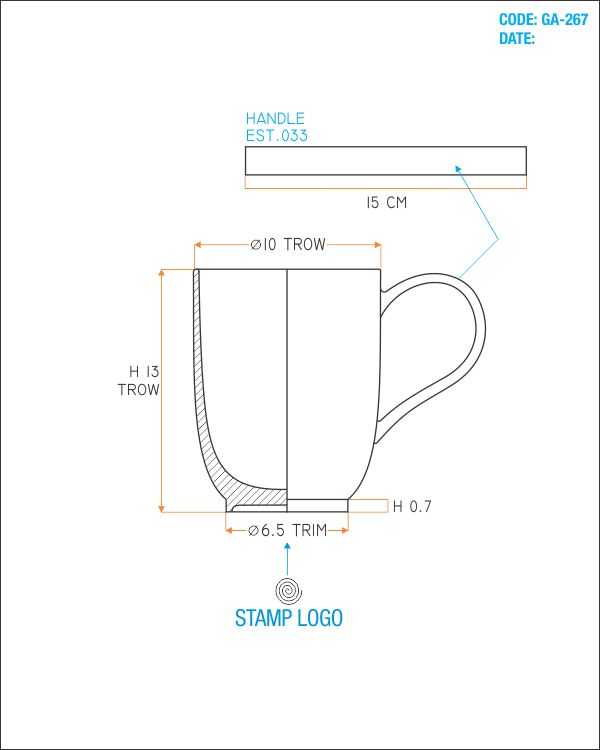 CODE: GA-267
DATE:
HANDLE
EST.033
15 CM
Ø10 TROW
H 13
TROW
H 0.7
Ø6.5 TRIM
STAMP LOGO